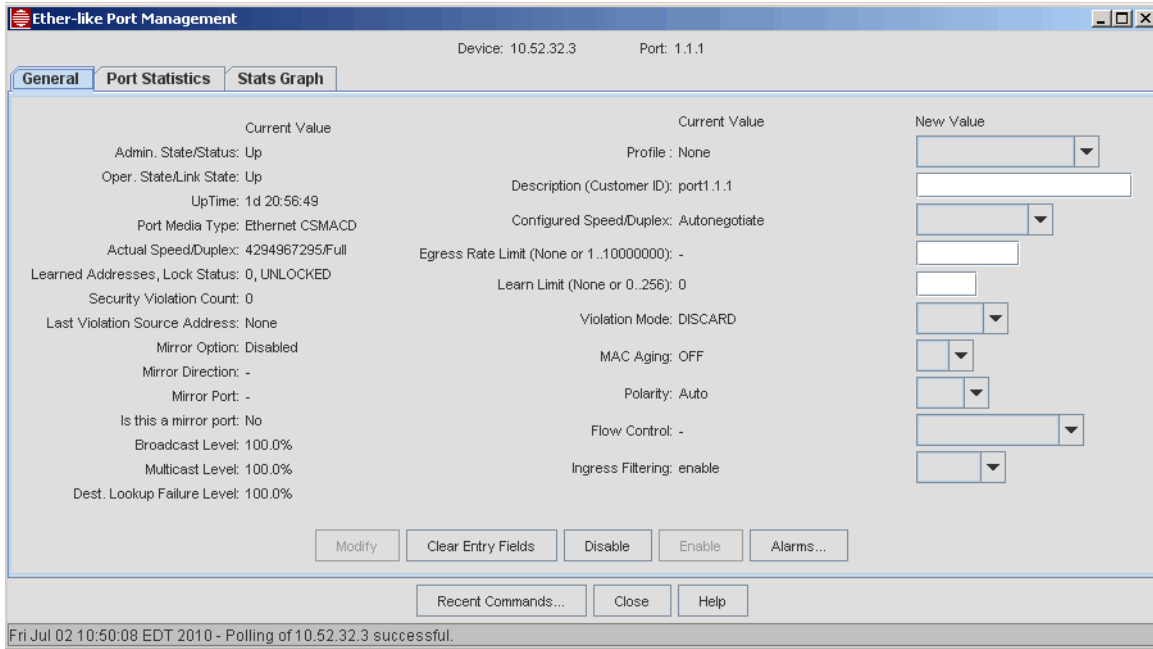 Ether-like Port Management
Device: 10.52.32.3 Port: 1.1.1
General Port Statistics Stats Graph
Current Value
Admin. State/Status: Up
Oper. State/Link State: Up
UpTime: 1d 20:56:49
Port Media Type: Ethernet CSMACD
Actual Speed/Duplex: 4294967295/Full
Learned Addresses, Lock Status: 0, UNLOCKED
Security Violation Count: 0
Last Violation Source Address: None
Mirror Option: Disabled
Mirror Direction: -
Mirror Port: -
Is this a mirror port: No
Broadcast Level: 100.0%
Multicast Level: 100.0%
Dest. Lookup Failure Level: 100.0%
Current Value New Value
Profile : None
Description (Customer ID): port1.1.1
Configured Speed/Duplex: Autonegotiate
Egress Rate Limit (None or 1..10000000): -
Learn Limit (None or 0..256): 0
Violation Mode: DISCARD
MAC Aging: OFF
Polarity: Auto
Flow Control: -
Ingress Filtering: enable
Modify Clear Entry Fields Disable Enable Alarms...
Recent Commands... Close Help
Fri Jul 02 10:50:08 EDT 2010 - Polling of 10.52.32.3 successful.